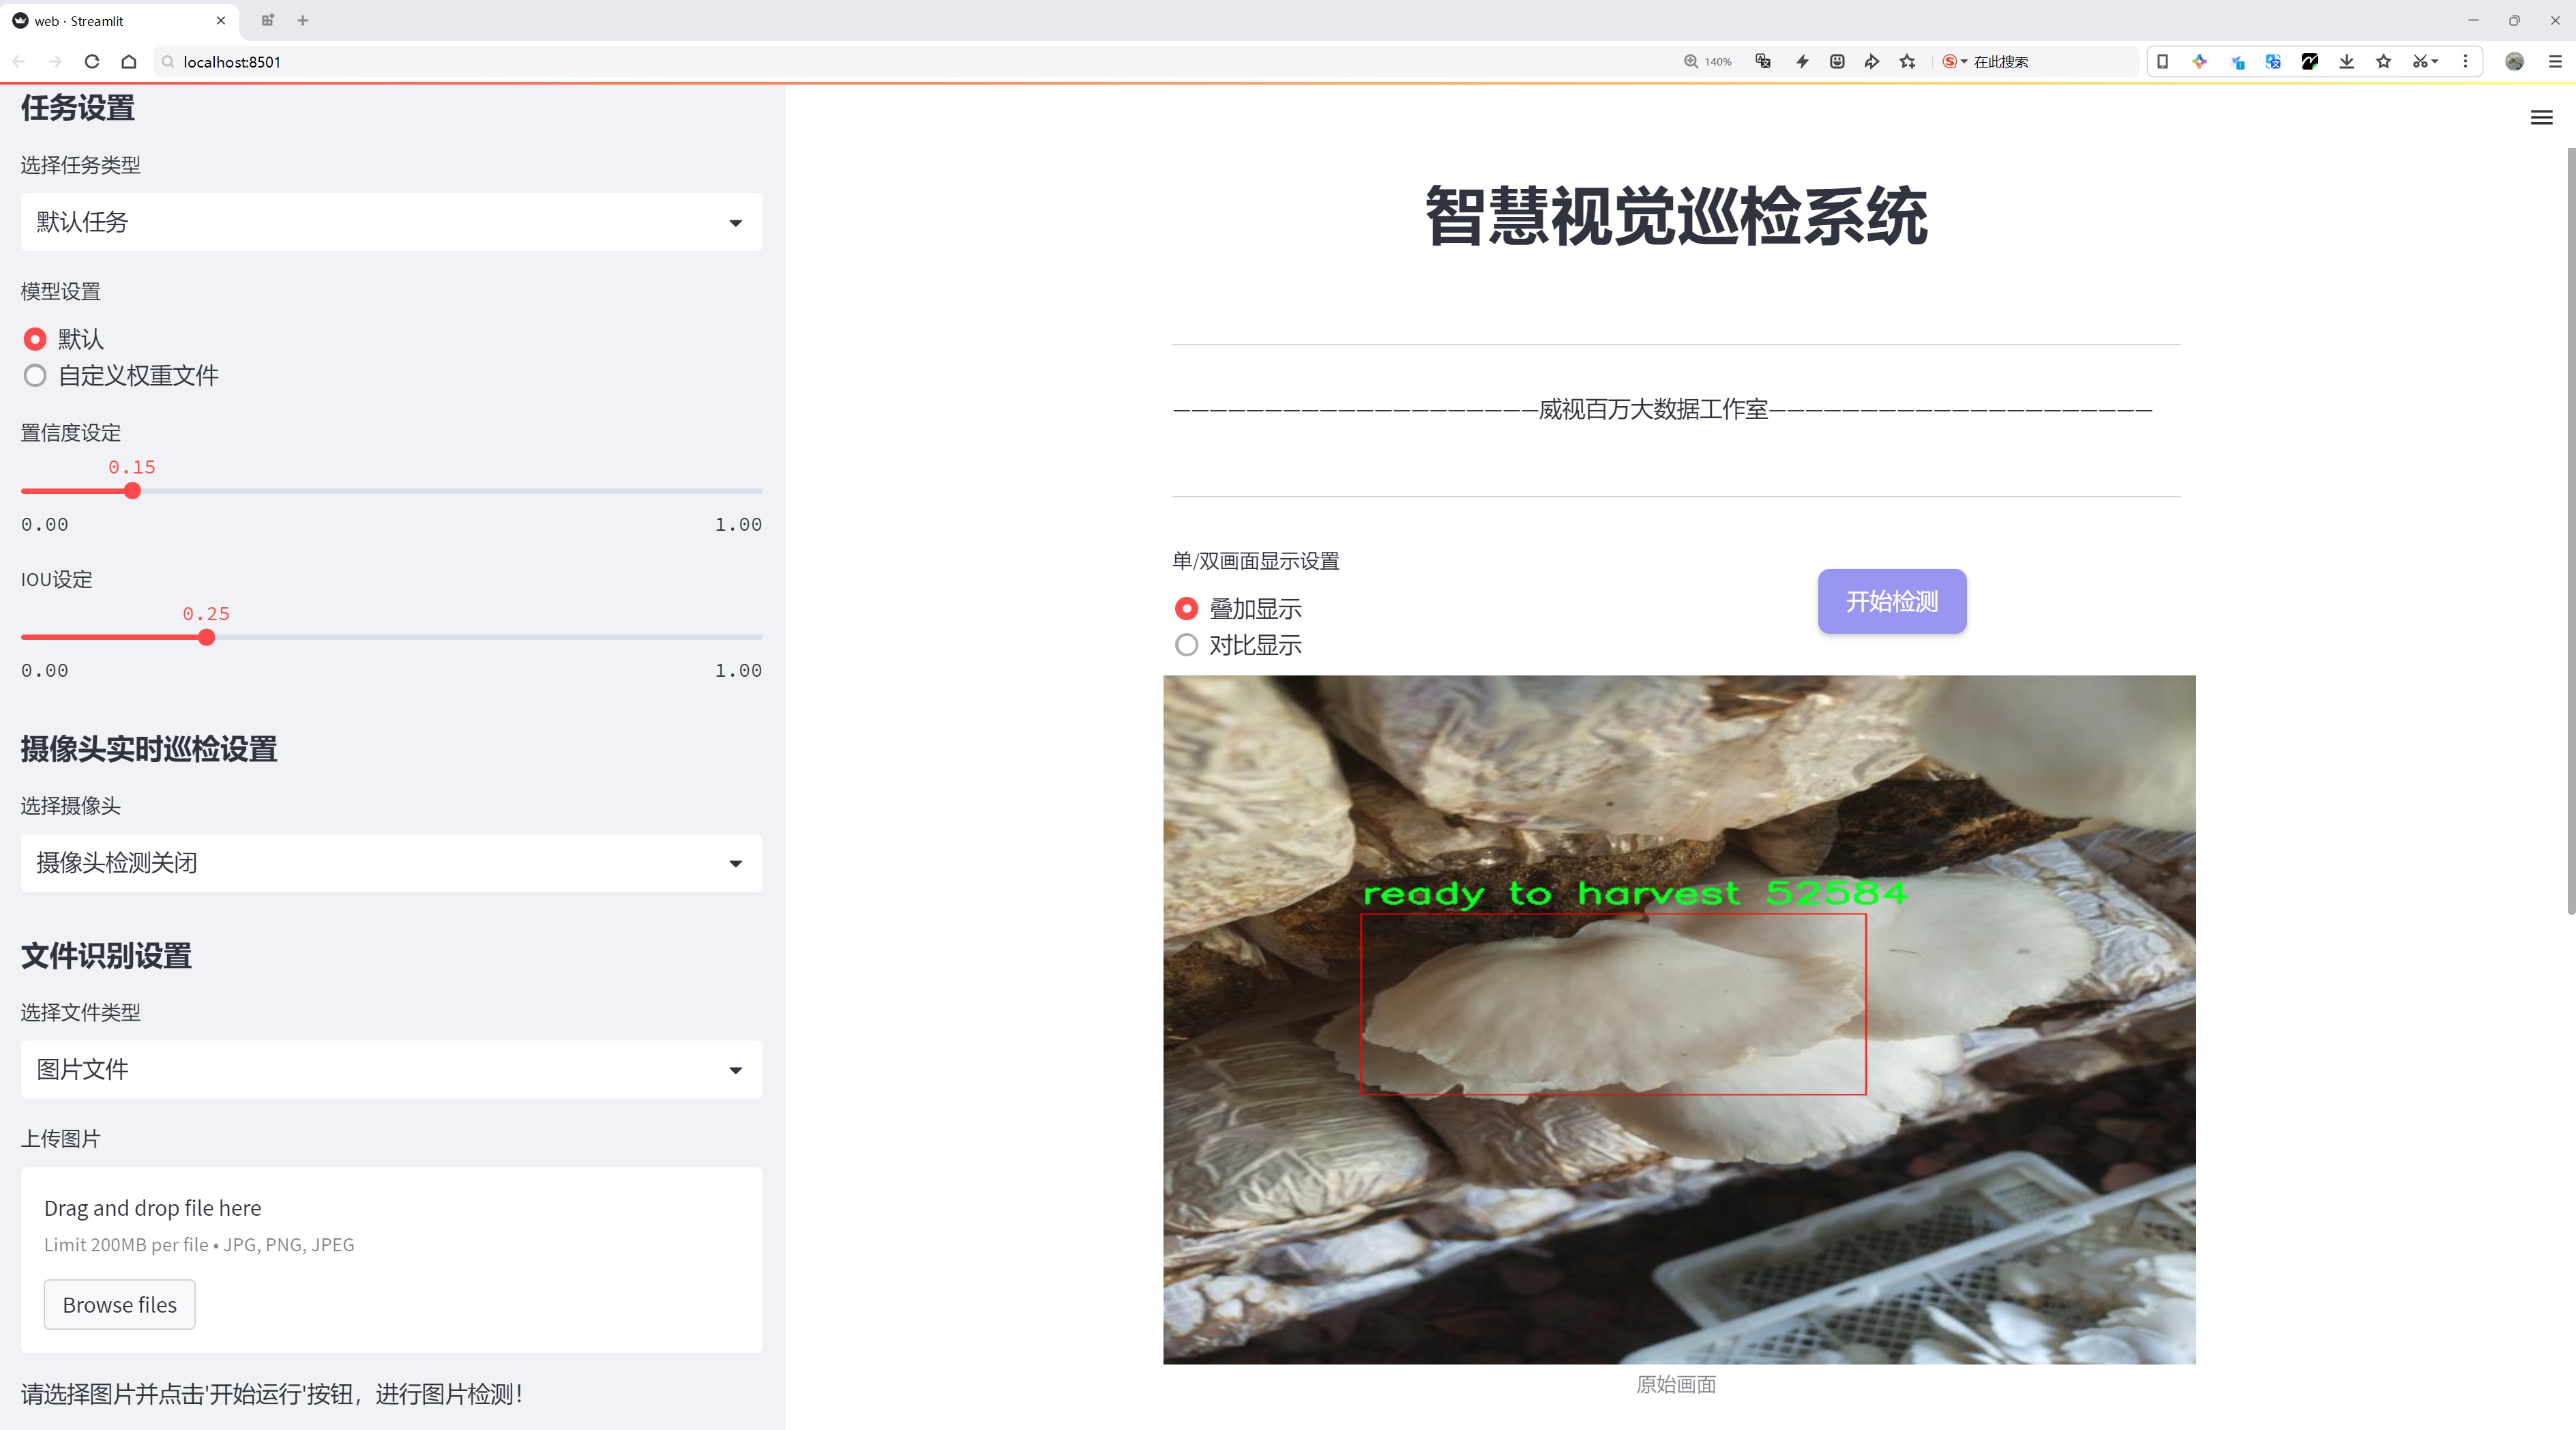 web · Streamlit
localhost:8501
140%
在此搜索
任务设置
选择任务类型
默认任务
模型设置
默认
自定义权重文件
置信度设定
0.15
0.00 1.00
IOU设定
0.25
0.00 1.00
摄像头实时巡检设置
选择摄像头
摄像头检测关闭
文件识别设置
选择文件类型
图片文件
上传图片
Drag and drop file here
Limit 200MB per file • JPG, PNG, JPEG
Browse files
请选择图片并点击'开始运行'按钮，进行图片检测！
智慧视觉巡检系统
—————————————————————威视百万大数据工作室——————————————————————
单/双画面显示设置
叠加显示
对比显示
开始检测
ready to harvest 52584
原始画面